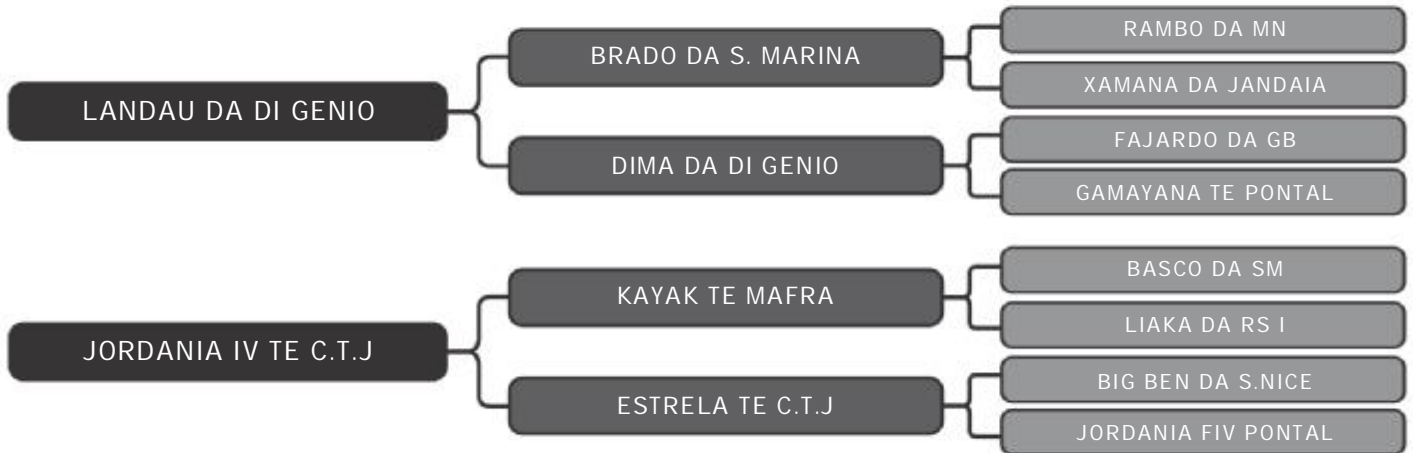 LANDAU DA DI GENIO
BRADO DA S. MARINA
RAMBO DA MN
XAMANA DA JANDAIA
DIMA DA DI GENIO
FAJARDO DA GB
GAMAYANA TE PONTAL
JORDANIA IV TE C.T.J
KAYAK TE MAFRA
BASCO DA SM
LIAKA DA RS I
ESTRELA TE C.T.J
BIG BEN DA S.NICE
JORDANIA FIV PONTAL